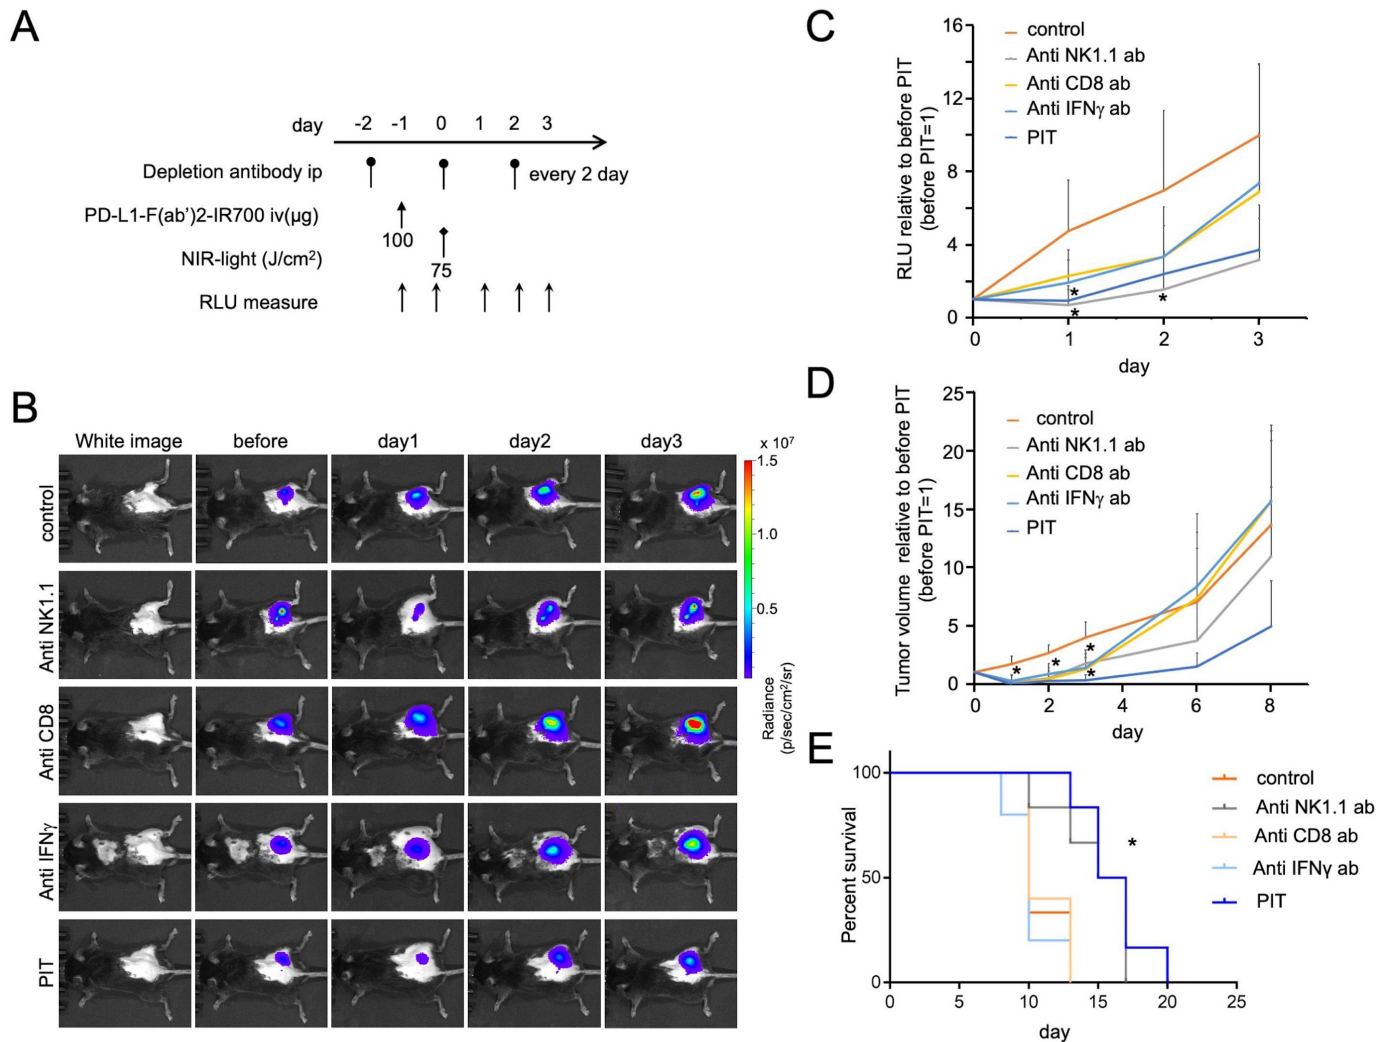 A
day -2 -1 0 1 2 3
Depletion antibody ip every 2 day
PD-L1-F(ab')2-IR700 iv(μg)
100
NIR-light (J/cm²)
75
RLU measure
B
White image before day1 day2 day3
control
Anti NK1.1
Anti CD8
Anti IFNγ
PIT
x 10⁷
1.5
1.0
0.5
Radiance
(p/sec/cm²/sr)
C
RLU relative to before PIT
(before PIT=1)
16
12
8
4
0
control
Anti NK1.1 ab
Anti CD8 ab
Anti IFNγ ab
PIT
*
*
*
0 1 2 3
day
D
Tumor volume relative to before PIT
(before PIT=1)
25
20
15
10
5
0
control
Anti NK1.1 ab
Anti CD8 ab
Anti IFNγ ab
PIT
*
*
*
*
0 2 4 6 8
day
E
Percent survival
100
50
0
*
control
Anti NK1.1 ab
Anti CD8 ab
Anti IFNγ ab
PIT
0 5 10 15 20 25
day